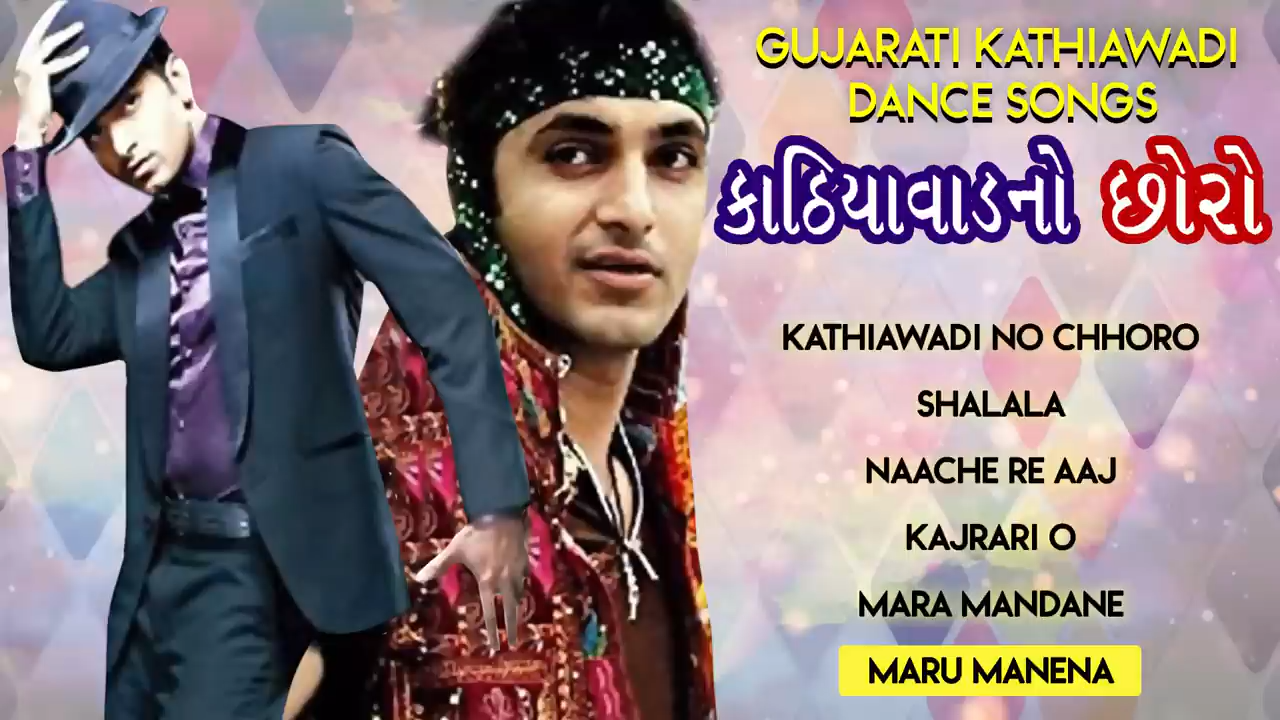 GUJARATI KATHIAWADI
DANCE SONGS
કાઠિયાવાડનો છોરો
KATHIAWADI NO CHHORO
SHALALA
NAACHE RE AAJ
KAJRARI O
MARA MANDANE
MARU MANENA